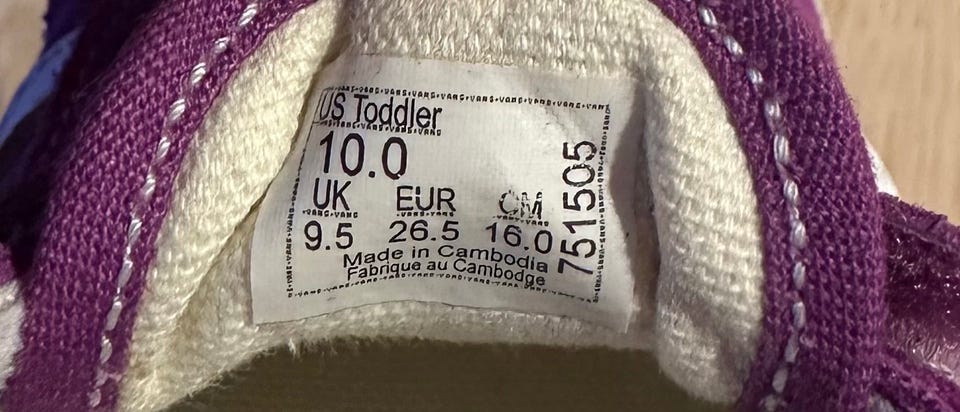 US Toddler
10.0
UK EUR CM
9.5 26.5 16.0
Made in Cambodia
Fabrique au Cambodge
751505